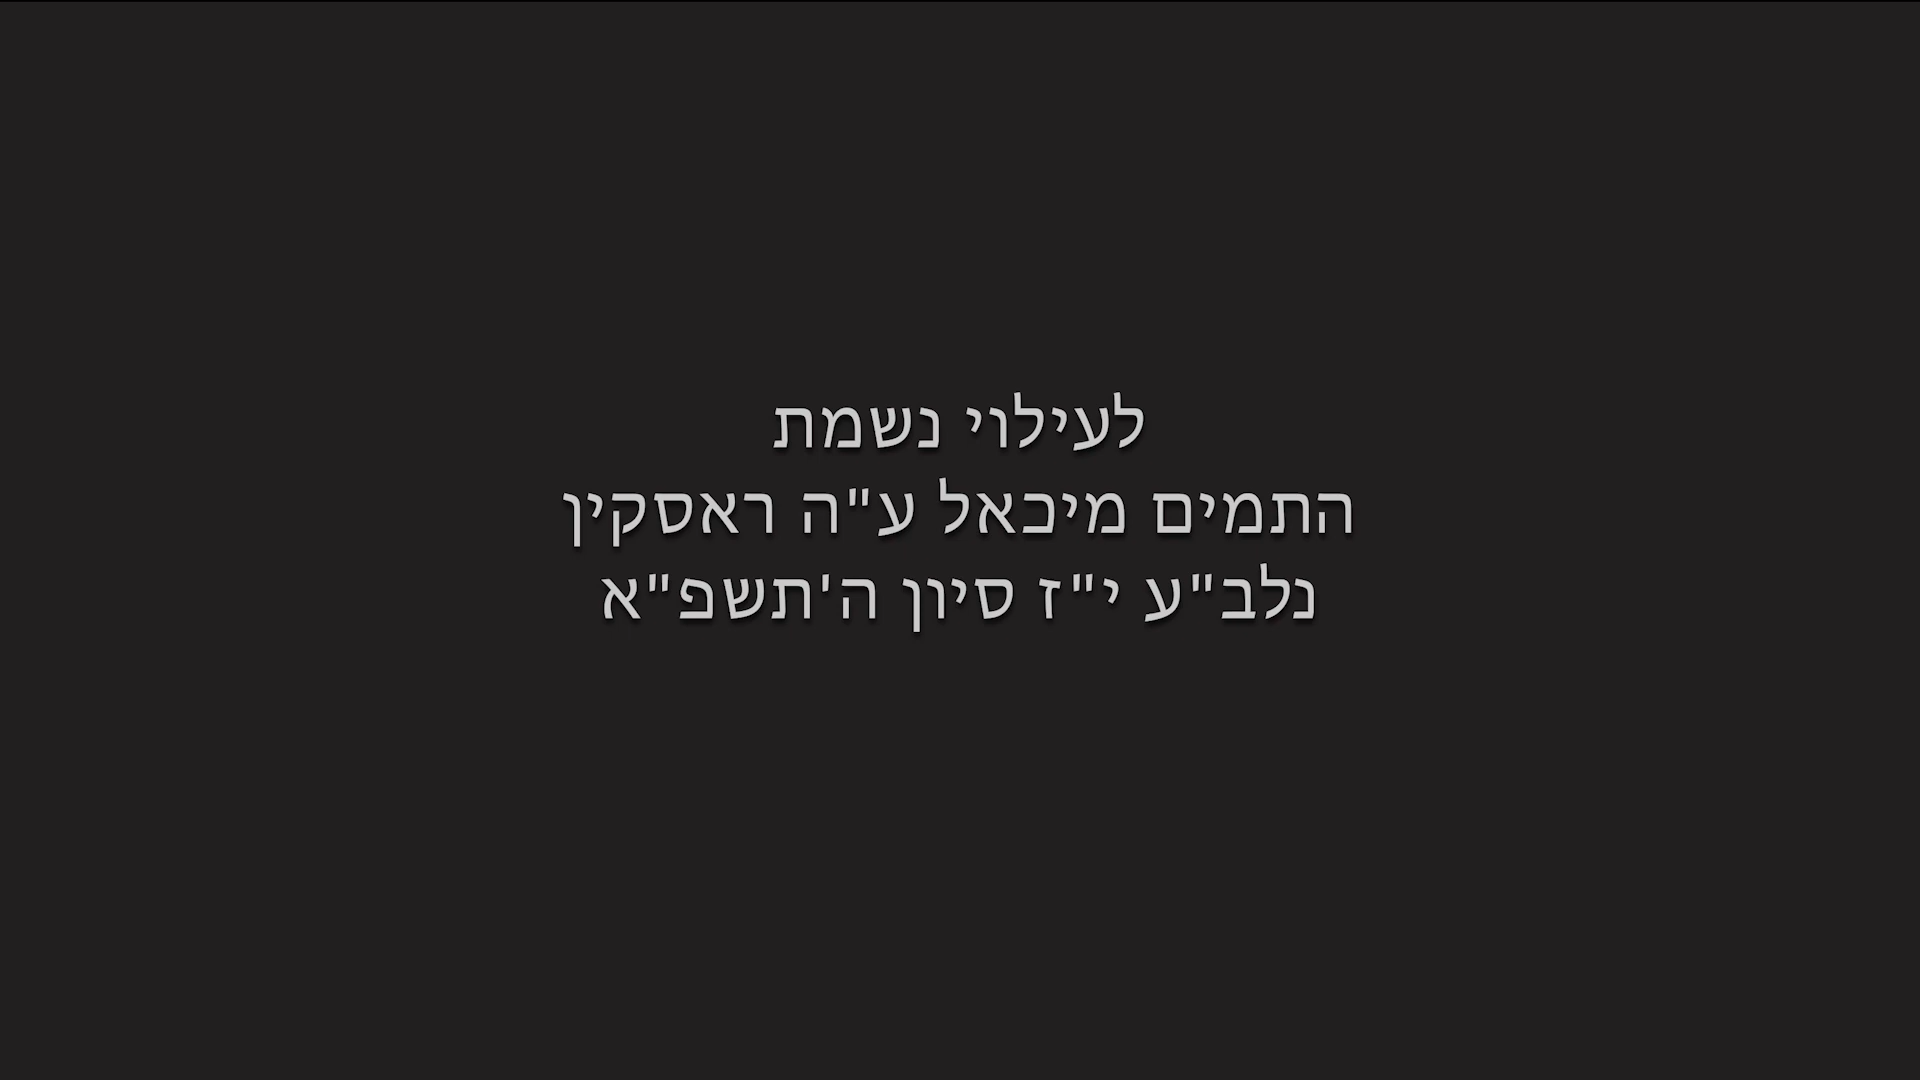 לעילוי נשמת
התמים מיכאל ע"ה ראסקין
נלב"ע י"ז סיון ה'תשפ"א